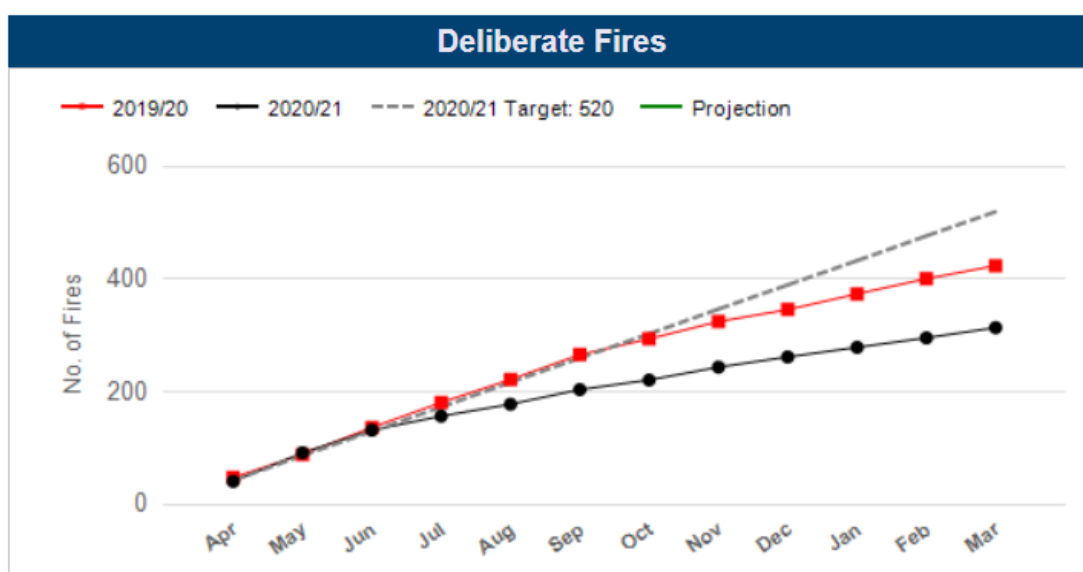 Deliberate Fires
2019/20 2020/21 2020/21 Target: 520 Projection
600
400
200
0
No. of Fires
Apr May Jun Jul Aug Sep Oct Nov Dec Jan Feb Mar